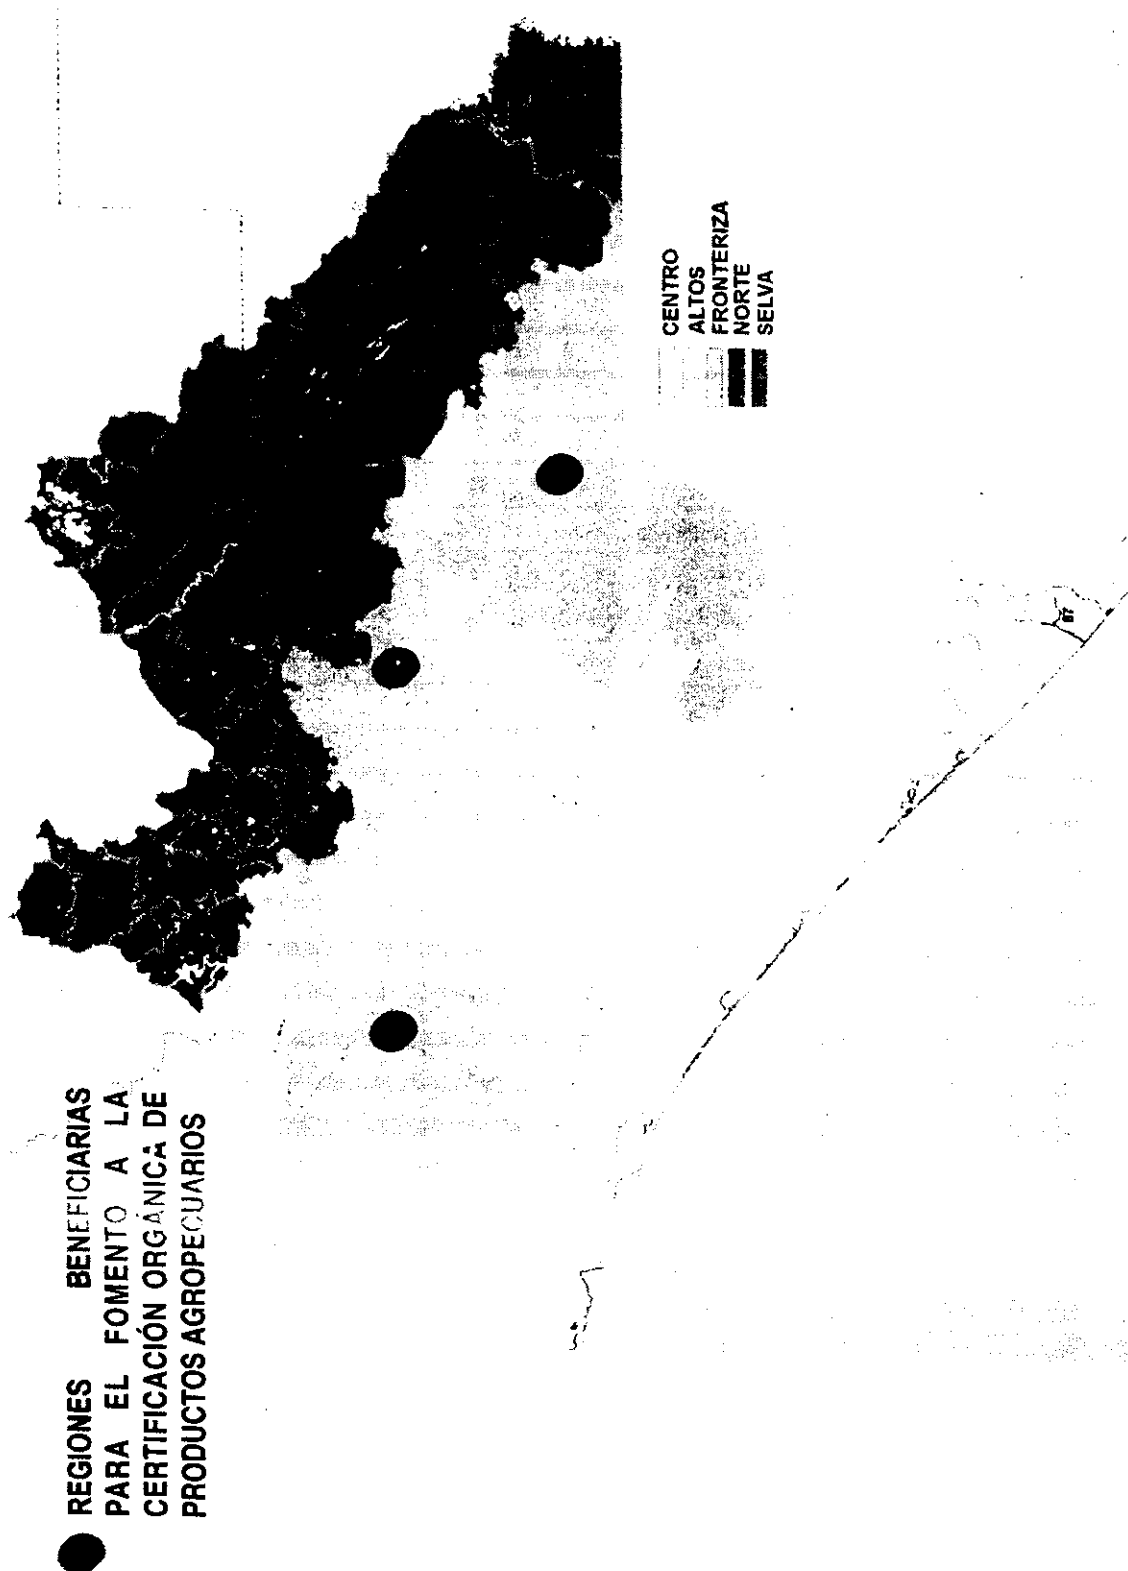 REGIONES BENEFICIARIAS
PARA EL FOMENTO A LA
CERTIFICACIÓN ORGÁNICA DE
PRODUCTOS AGROPECUARIOS
CENTRO
ALTOS
FRONTERIZA
NORTE
SELVA